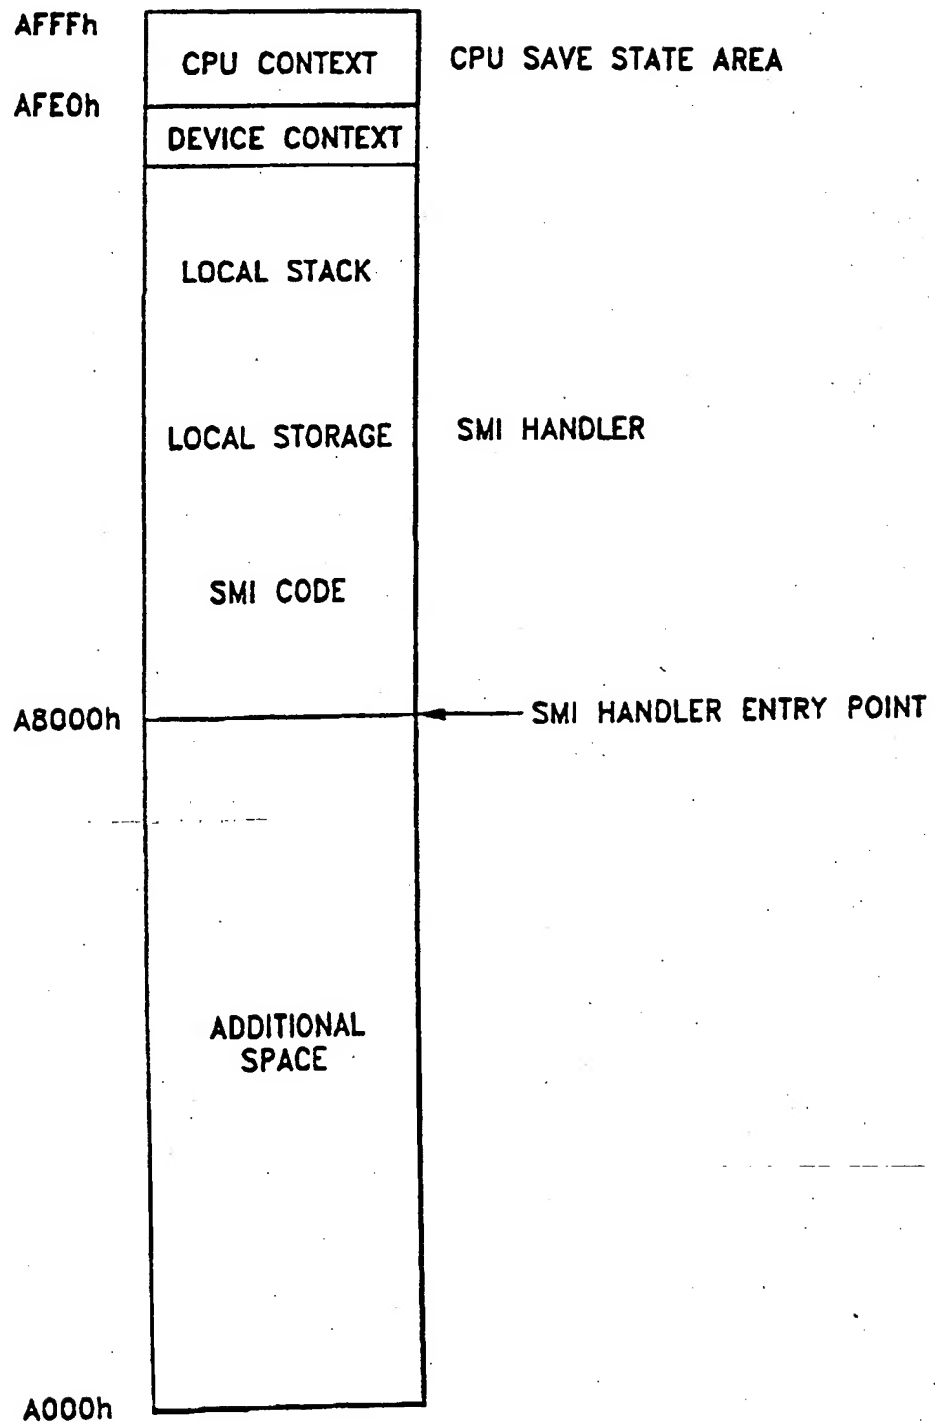 AFFFh
CPU CONTEXT
CPU SAVE STATE AREA
AFE0h
DEVICE CONTEXT
LOCAL STACK
LOCAL STORAGE
SMI HANDLER
SMI CODE
A8000h
SMI HANDLER ENTRY POINT
ADDITIONAL
SPACE
A000h